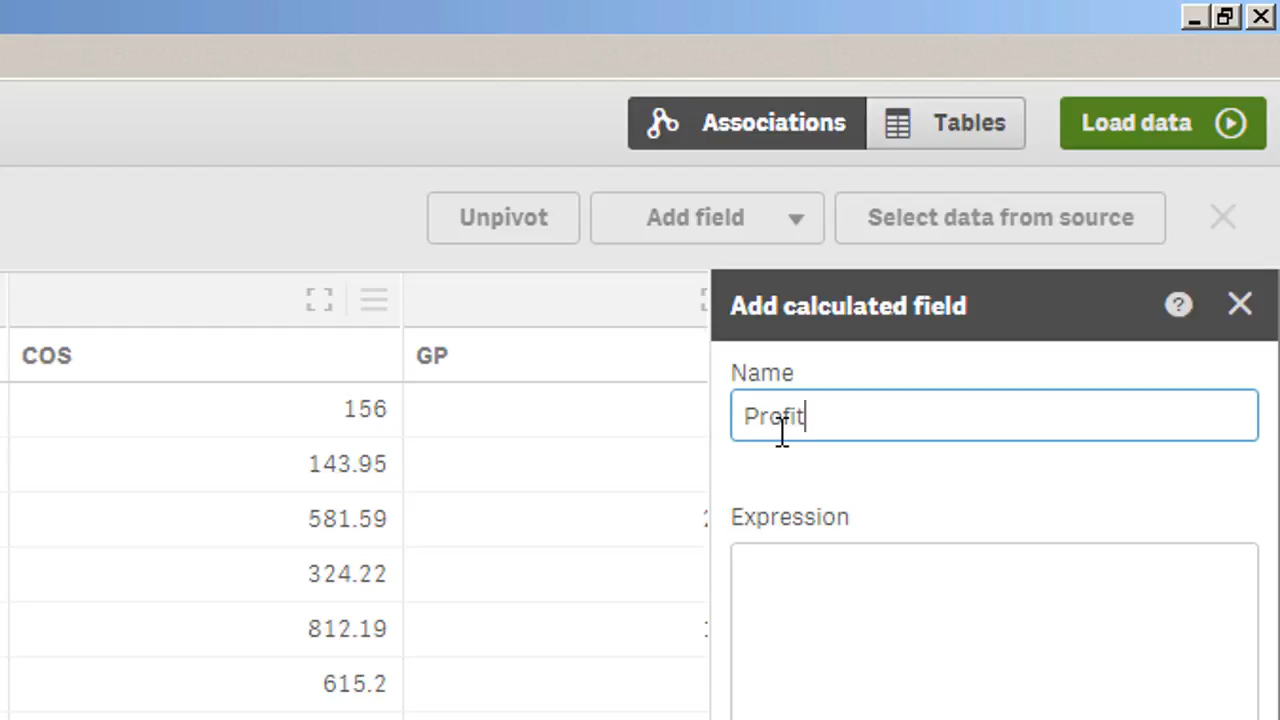 Associations Tables Load data
Unpivot Add field Select data from source
Add calculated field ?
Name
COS GP
Profit
156
143.95
Expression
581.59
324.22
812.19
615.2